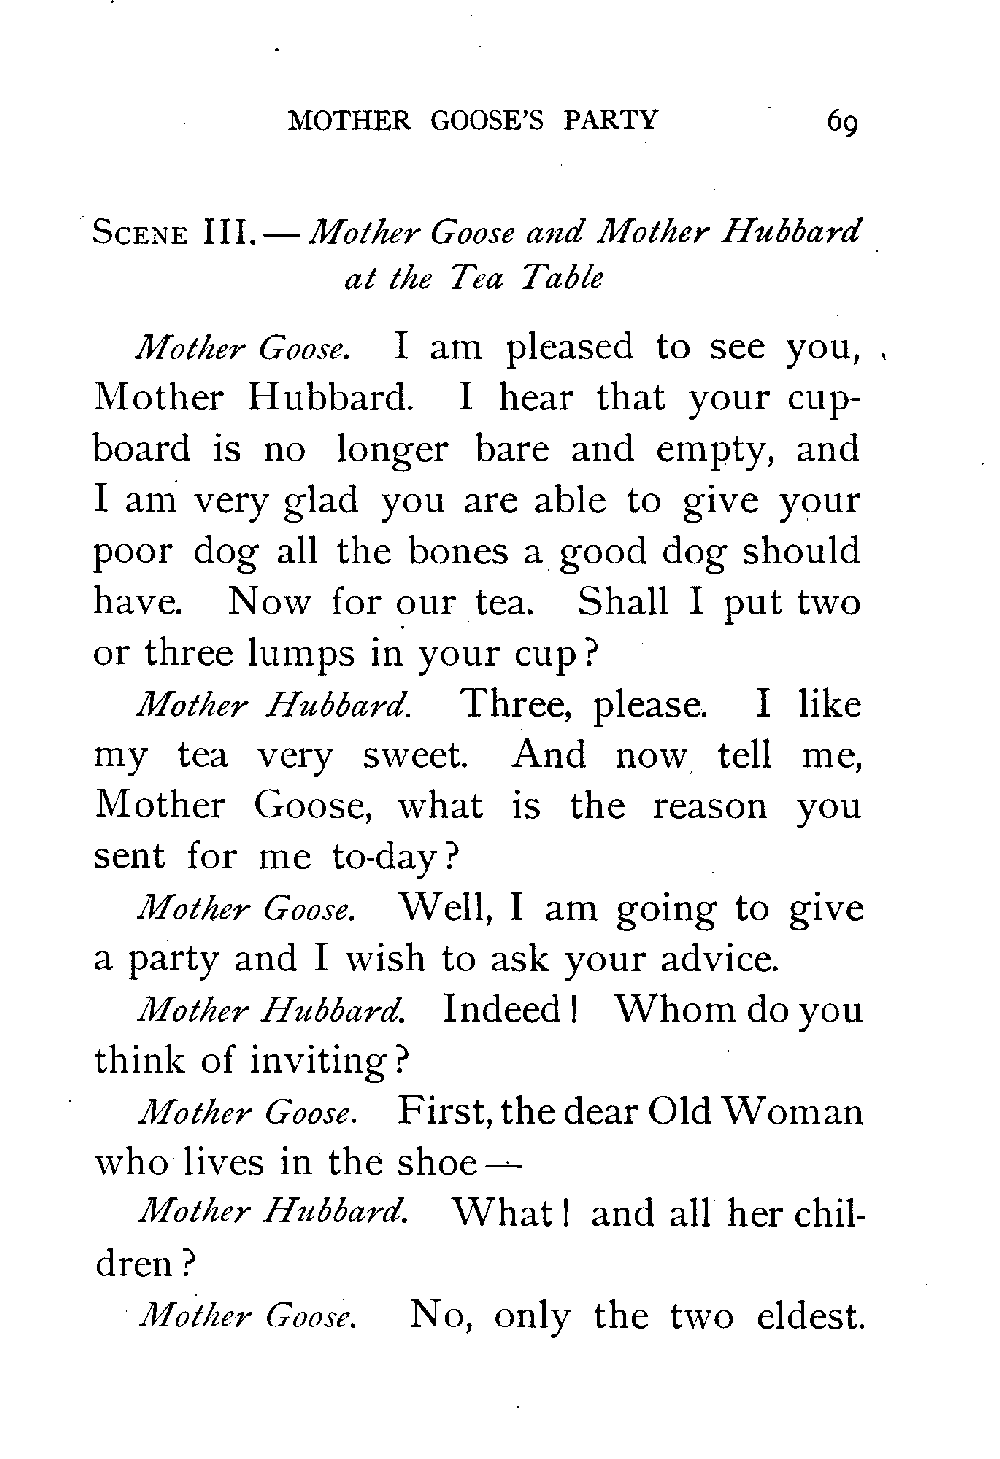 MOTHER GOOSE'S PARTY 69
SCENE III. — Mother Goose and Mother Hubbard
at the Tea Table
Mother Goose. I am pleased to see you,
Mother Hubbard. I hear that your cup-
board is no longer bare and empty, and
I am very glad you are able to give your
poor dog all the bones a good dog should
have. Now for our tea. Shall I put two
or three lumps in your cup?
Mother Hubbard. Three, please. I like
my tea very sweet. And now tell me,
Mother Goose, what is the reason you
sent for me to-day?
Mother Goose. Well, I am going to give
a party and I wish to ask your advice.
Mother Hubbard. Indeed! Whom do you
think of inviting?
Mother Goose. First, the dear Old Woman
who lives in the shoe —
Mother Hubbard. What! and all her chil-
dren?
Mother Goose. No, only the two eldest.